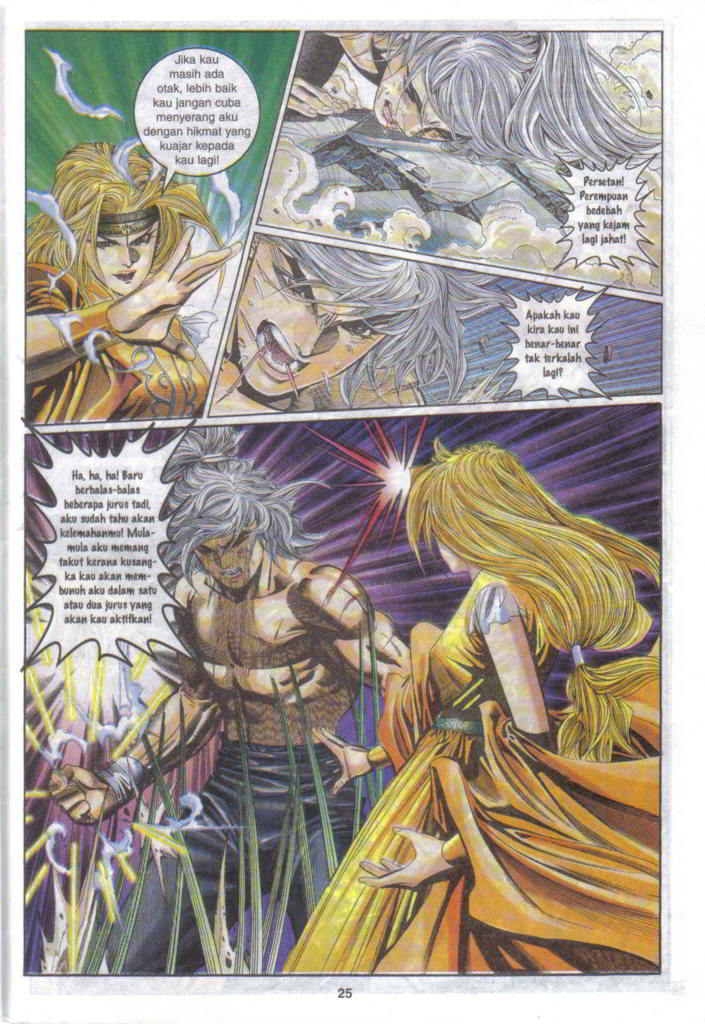 Jika kau
masih ada
otak, lebih baik
kau jangan cuba
menyerang aku
dengan hikmat yang
kuajar kepada
kau lagi!
Persetan!
Perempuan
bedebah
yang kejam
lagi jahat!
Apakah kau
kira kau ini
benar-benar
tak terkalah
lagi?
Ha, ha, ha! Baru
berbalas-balas
beberapa jurus tadi,
aku sudah tahu akan
kelemahanmu! Mula-
mula aku memang
takut kerana kusang-
ka kau akan mem-
bunuh aku dalam satu
atau dua jurus yang
akan kau aktifkan!
25